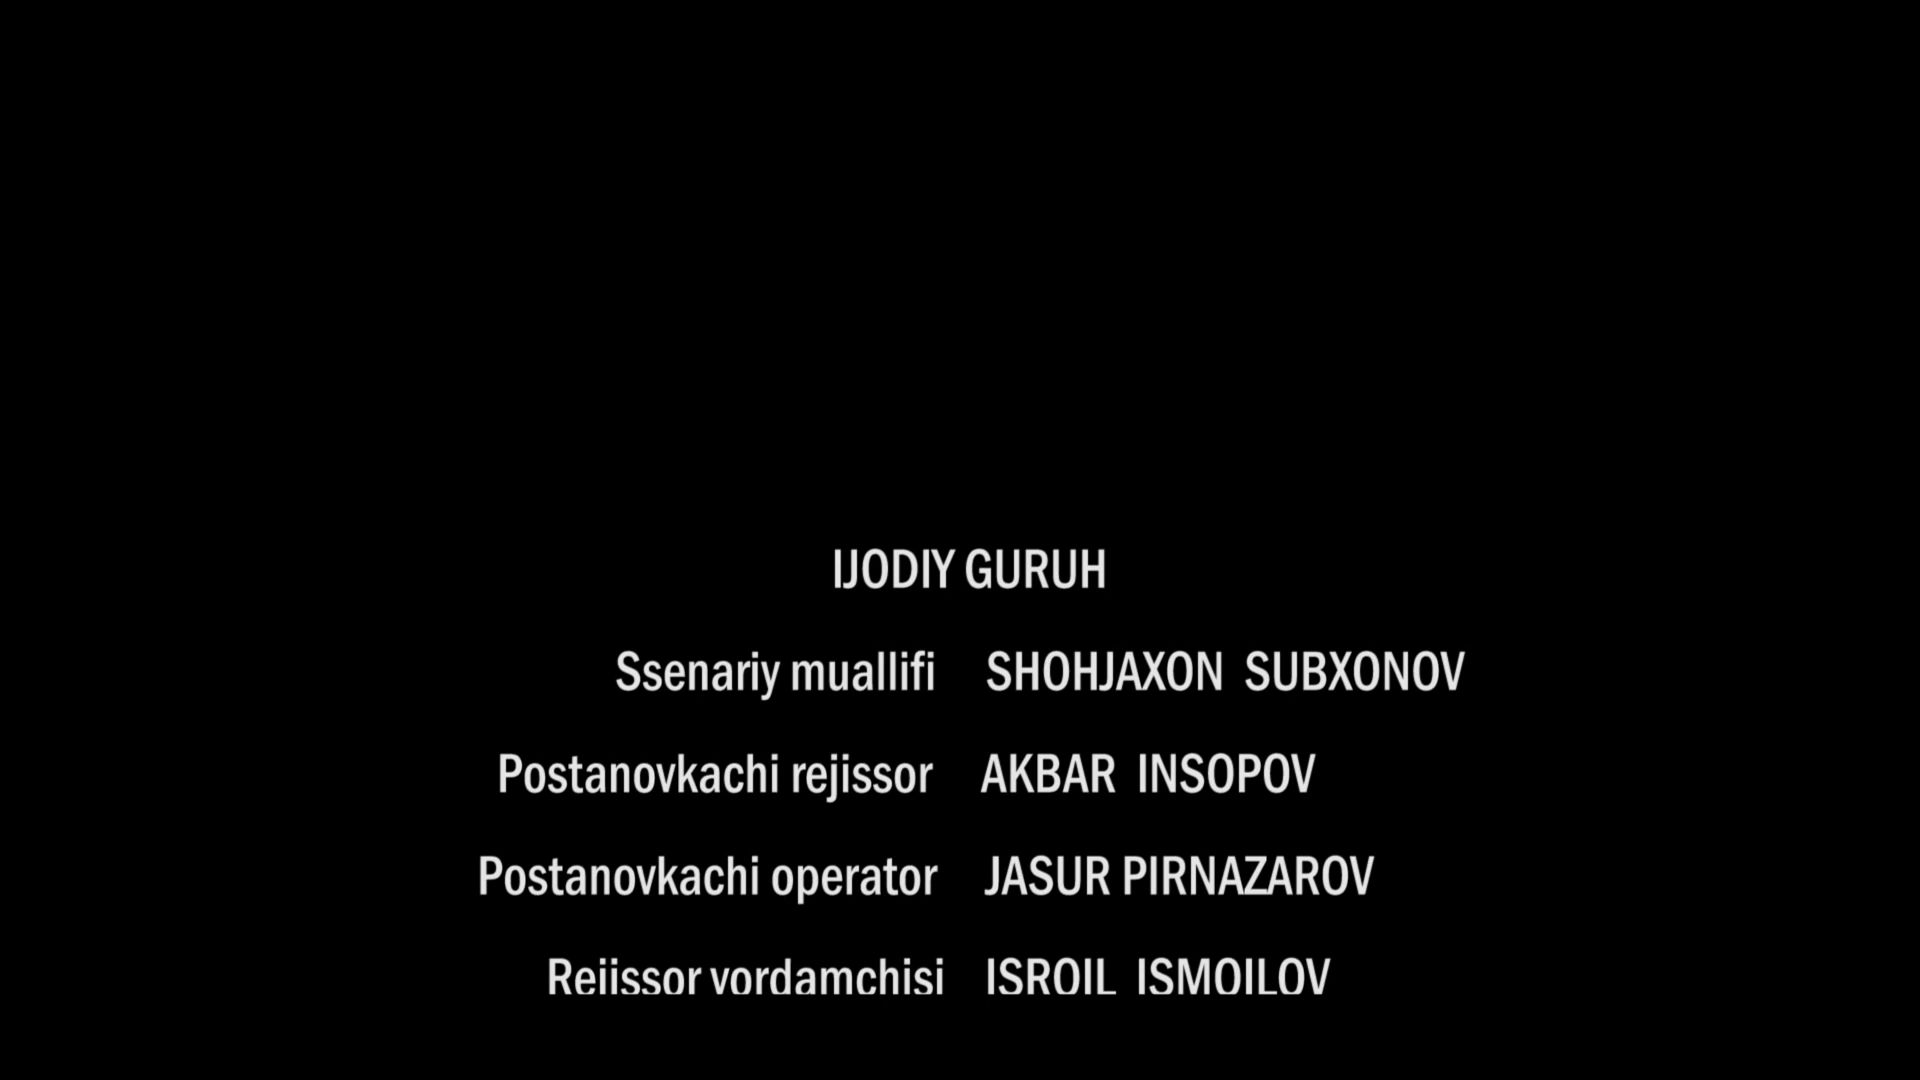 IJODIY GURUH
Ssenariy muallifi SHOHJAXON SUBXONOV
Postanovkachi rejissor AKBAR INSOPOV
Postanovkachi operator JASUR PIRNAZAROV
Rejissor yordamchisi ISROIL ISMOILOV